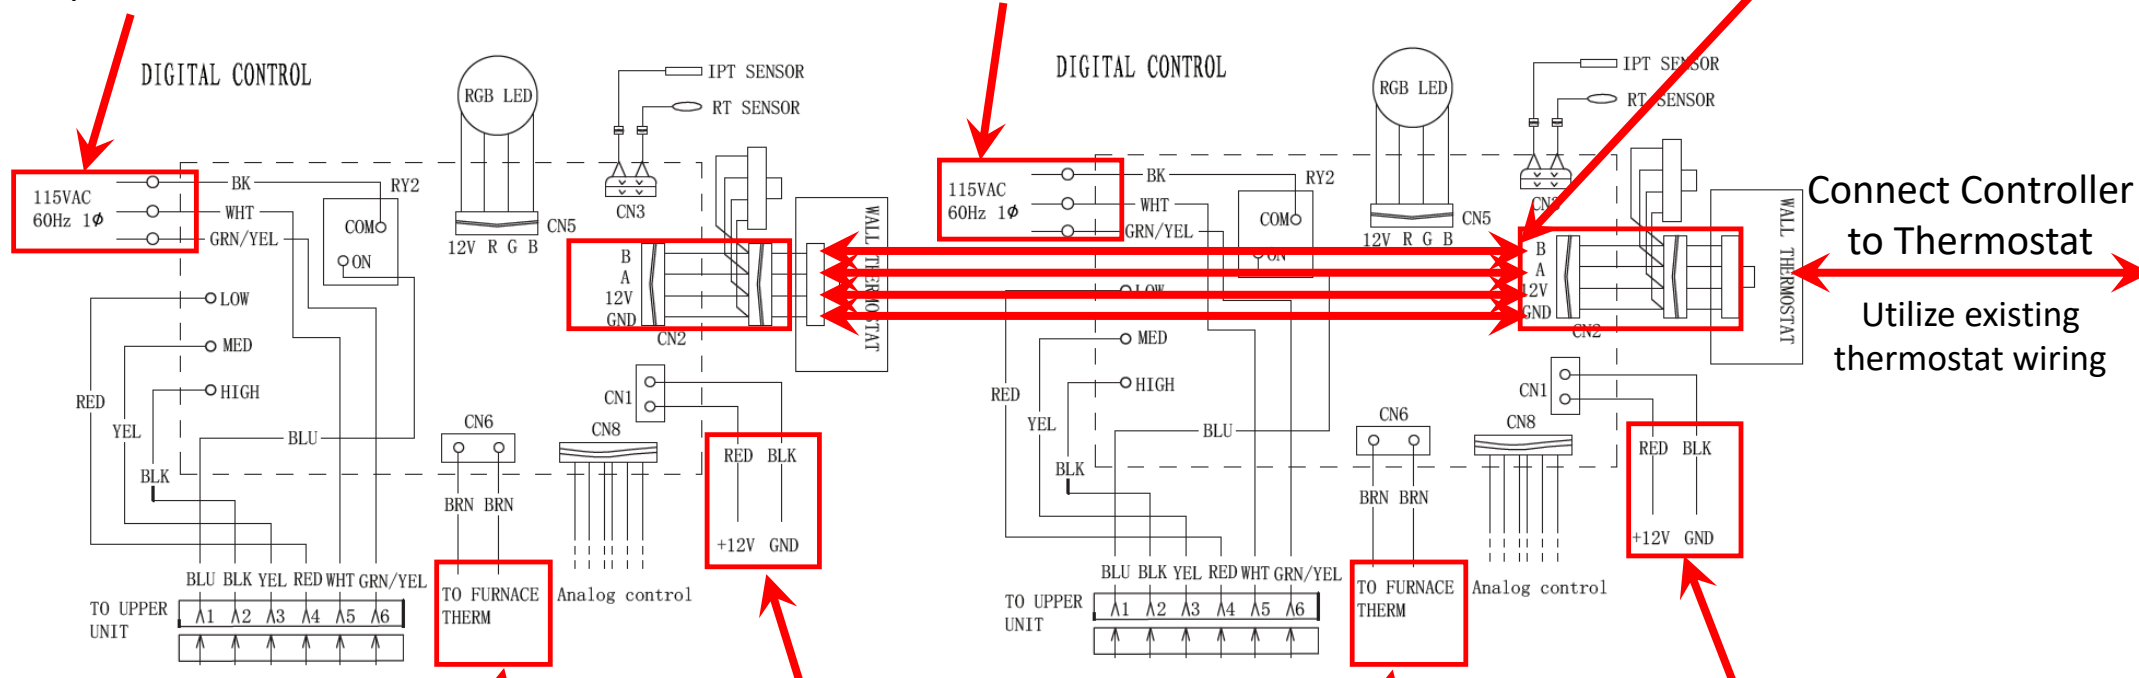 DIGITAL CONTROL
RGB LED
IPT SENSOR
RT SENSOR
115VAC
60Hz 1ϕ
BK
WHT
GRN/YEL
RY2
COM
ON
12V R G B
CN5
CN3
B
A
12V
GND
CN2
WALL THERMOSTAT
LOW
MED
HIGH
RED
YEL
BLK
BLU
CN6
CN8
CN1
RED BLK
BRN BRN
+12V GND
BLU BLK YEL RED WHT GRN/YEL
TO UPPER
UNIT
1 2 3 4 5 6
TO FURNACE
THERM
Analog control
DIGITAL CONTROL
RGB LED
IPT SENSOR
RT SENSOR
115VAC
60Hz 1ϕ
BK
WHT
GRN/YEL
RY2
COM
ON
12V R G B
CN5
CN3
B
A
12V
GND
CN2
WALL THERMOSTAT
LOW
MED
HIGH
RED
YEL
BLK
BLU
CN6
CN8
CN1
RED BLK
BRN BRN
+12V GND
BLU BLK YEL RED WHT GRN/YEL
TO UPPER
UNIT
1 2 3 4 5 6
TO FURNACE
THERM
Analog control
Connect Controller
to Thermostat
Utilize existing
thermostat wiring